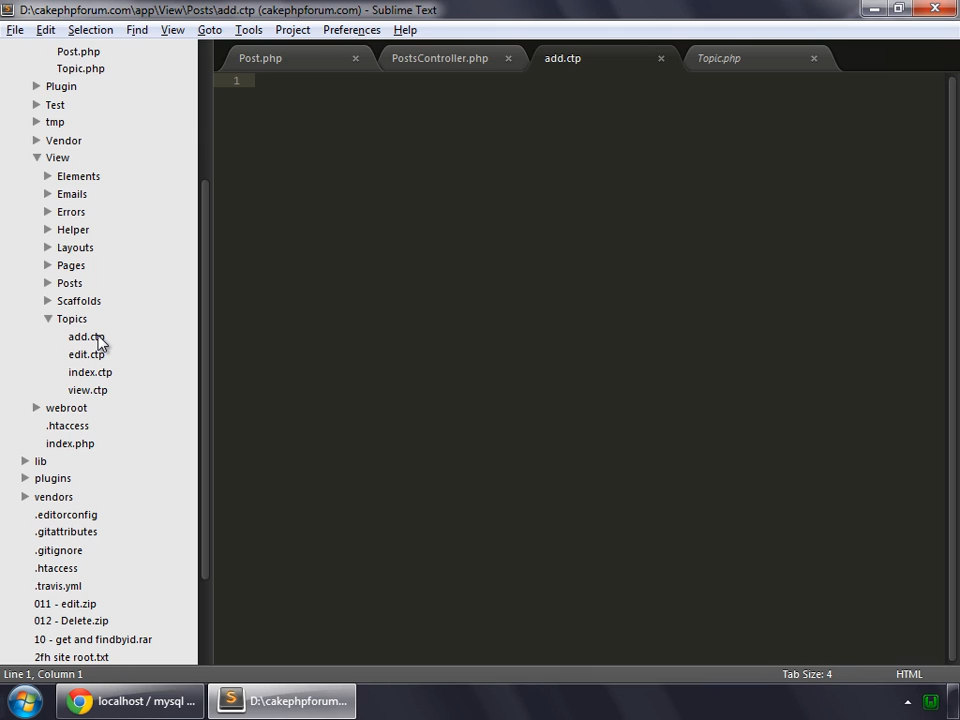 D:\cakephpforum.com\app\View\Posts\add.ctp (cakephpforum.com) - Sublime Text
File Edit Selection Find View Goto Tools Project Preferences Help
Post.php PostsController.php add.ctp Topic.php
1
Post.php
Topic.php
Plugin
Test
tmp
Vendor
View
Elements
Emails
Errors
Helper
Layouts
Pages
Posts
Scaffolds
Topics
add.ctp
edit.ctp
index.ctp
view.ctp
webroot
.htaccess
index.php
lib
plugins
vendors
.editorconfig
.gitattributes
.gitignore
.htaccess
.travis.yml
011 - edit.zip
012 - Delete.zip
10 - get and findbyid.rar
2fh site root.txt
Line 1, Column 1 Tab Size: 4 HTML
localhost / mysql ... D:\cakephpforum...